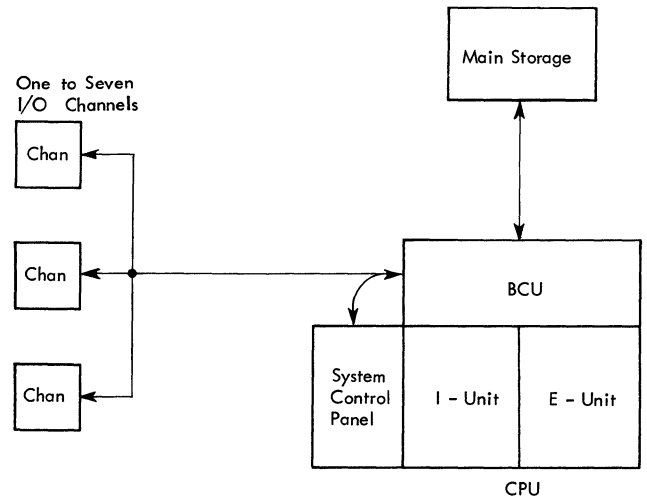 Main Storage
One to Seven
I/O Channels
Chan
Chan
BCU
Chan
System
Control
Panel
I - Unit
E - Unit
CPU